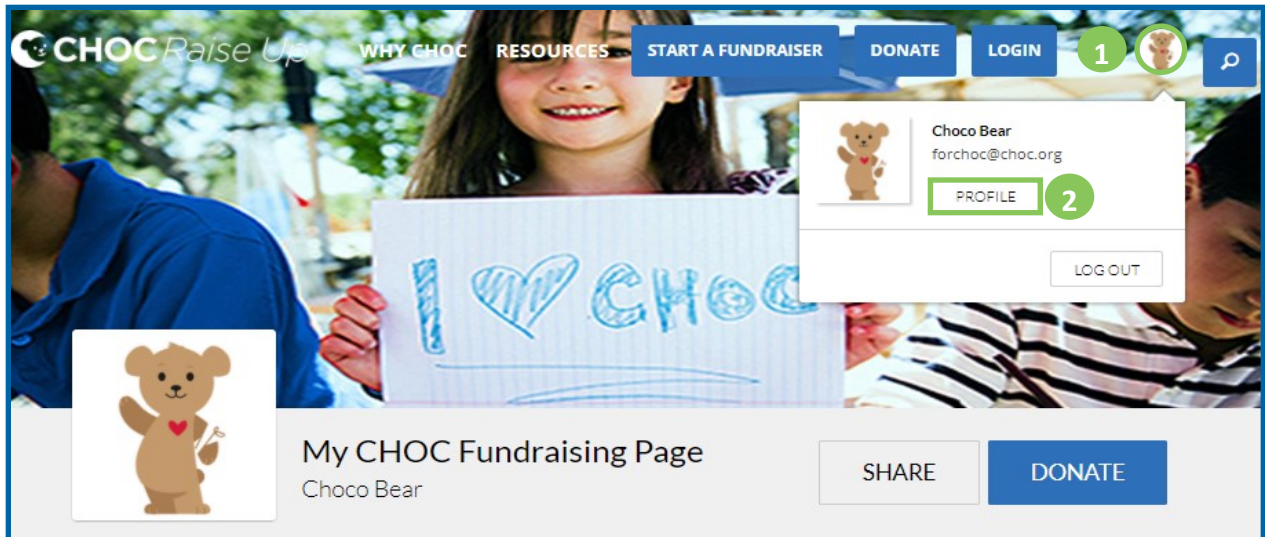 CHOC Raise Up WHY CHOC RESOURCES START A FUNDRAISER DONATE LOGIN 1
Choco Bear
forchoc@choc.org
PROFILE 2
LOG OUT
I ♡ CHOC
My CHOC Fundraising Page
Choco Bear
SHARE DONATE